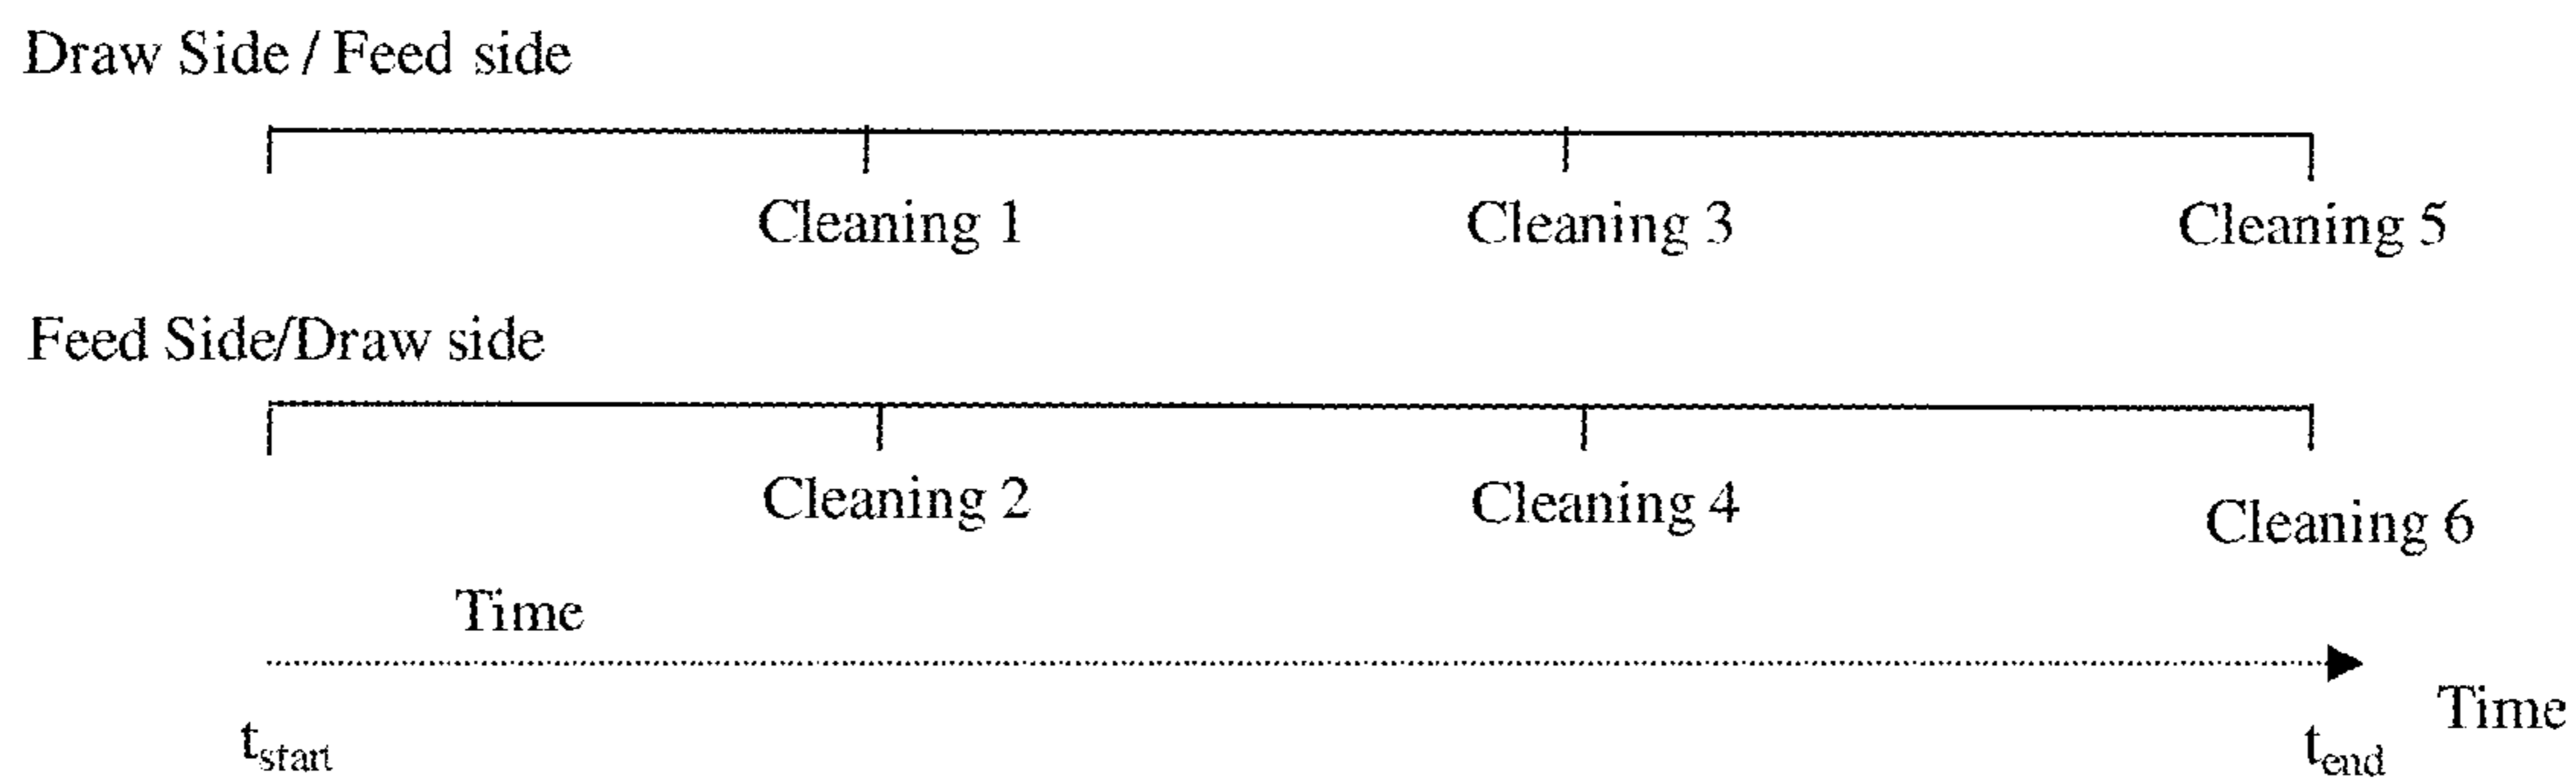 Draw Side / Feed side
Cleaning 1 Cleaning 3 Cleaning 5
Feed Side/Draw side
Cleaning 2 Cleaning 4 Cleaning 6
Time
Time
tstart tend